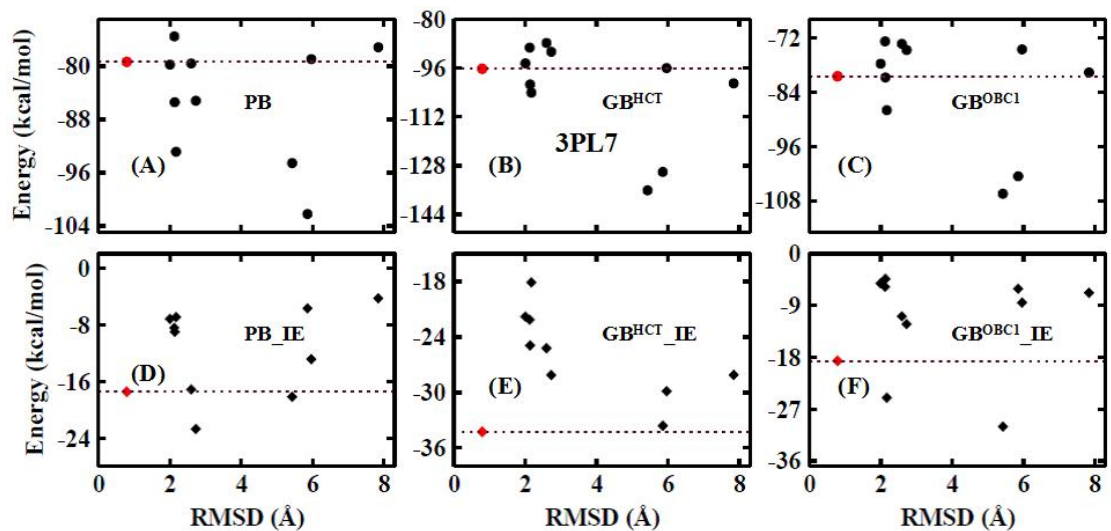 -80
-88
-96
-104
Energy (kcal/mol)
PB
(A)
-80
-96
-112
-128
-144
GB^HCT
3PL7
(B)
-72
-84
-96
-108
GB^OBC1
(C)
0
-8
-16
-24
Energy (kcal/mol)
PB_IE
(D)
0 2 4 6 8
RMSD (Å)
-18
-24
-30
-36
GB^HCT_IE
(E)
0 2 4 6 8
RMSD (Å)
0
-9
-18
-27
-36
GB^OBC1_IE
(F)
0 2 4 6 8
RMSD (Å)